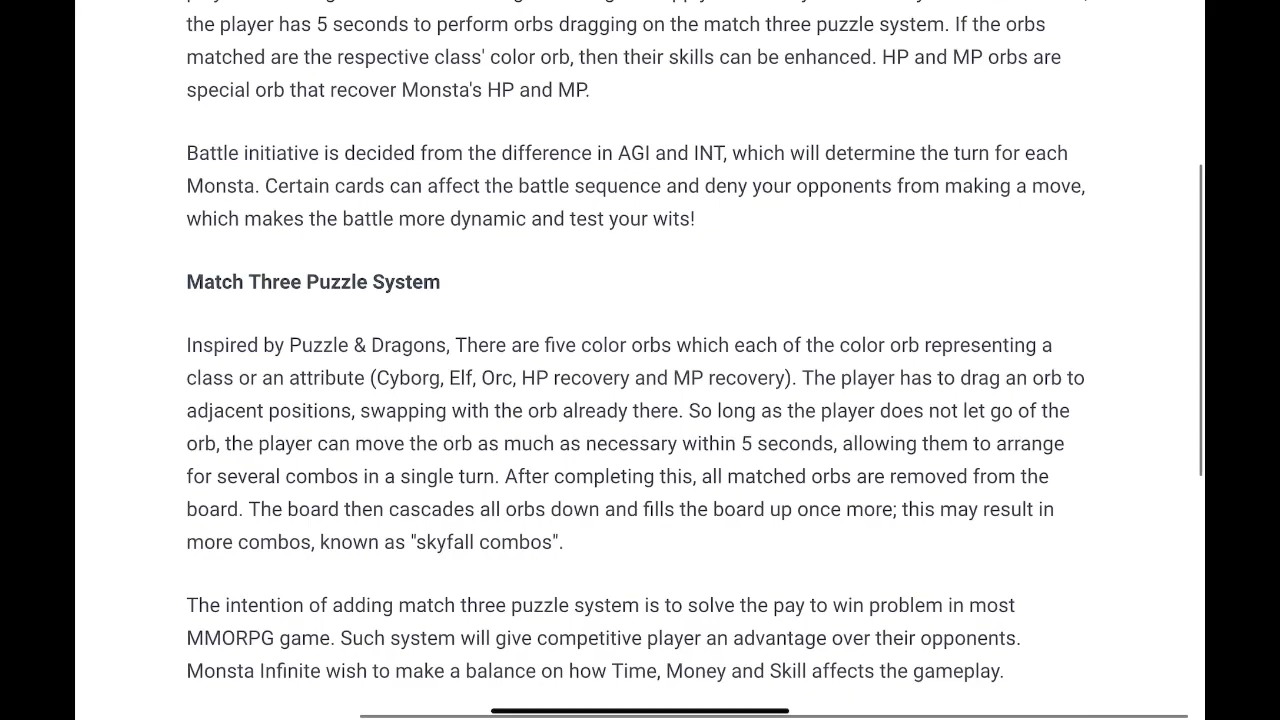 the player has 5 seconds to perform orbs dragging on the match three puzzle system. If the orbs
matched are the respective class' color orb, then their skills can be enhanced. HP and MP orbs are
special orb that recover Monsta's HP and MP.
Battle initiative is decided from the difference in AGI and INT, which will determine the turn for each
Monsta. Certain cards can affect the battle sequence and deny your opponents from making a move,
which makes the battle more dynamic and test your wits!
Match Three Puzzle System
Inspired by Puzzle & Dragons, There are five color orbs which each of the color orb representing a
class or an attribute (Cyborg, Elf, Orc, HP recovery and MP recovery). The player has to drag an orb to
adjacent positions, swapping with the orb already there. So long as the player does not let go of the
orb, the player can move the orb as much as necessary within 5 seconds, allowing them to arrange
for several combos in a single turn. After completing this, all matched orbs are removed from the
board. The board then cascades all orbs down and fills the board up once more; this may result in
more combos, known as "skyfall combos".
The intention of adding match three puzzle system is to solve the pay to win problem in most
MMORPG game. Such system will give competitive player an advantage over their opponents.
Monsta Infinite wish to make a balance on how Time, Money and Skill affects the gameplay.